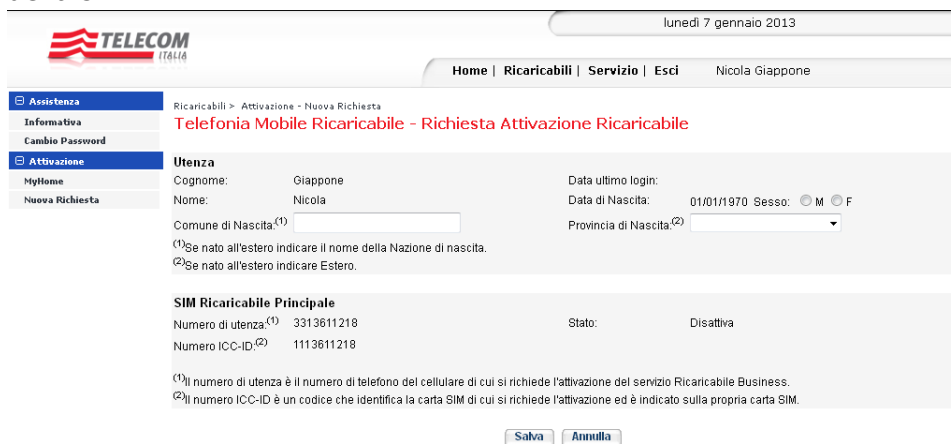 lunedì 7 gennaio 2013
TELECOM
ITALIA
Home | Ricaricabili | Servizio | Esci Nicola Giappone
Assistenza
Informativa
Cambio Password
Attivazione
MyHome
Nuova Richiesta
Ricaricabili > Attivazione - Nuova Richiesta
Telefonia Mobile Ricaricabile - Richiesta Attivazione Ricaricabile
Utenza
Cognome: Giappone Data ultimo login:
Nome: Nicola Data di Nascita: 01/01/1970 Sesso: M F
Comune di Nascita:(1) Provincia di Nascita:(2)
(1)Se nato all'estero indicare il nome della Nazione di nascita.
(2)Se nato all'estero indicare Estero.
SIM Ricaricabile Principale
Numero di utenza:(1) 3313611218 Stato: Disattiva
Numero ICC-ID:(2) 1113611218
(1)Il numero di utenza è il numero di telefono del cellulare di cui si richiede l'attivazione del servizio Ricaricabile Business.
(2)Il numero ICC-ID è un codice che identifica la carta SIM di cui si richiede l'attivazione ed è indicato sulla propria carta SIM.
Salva Annulla